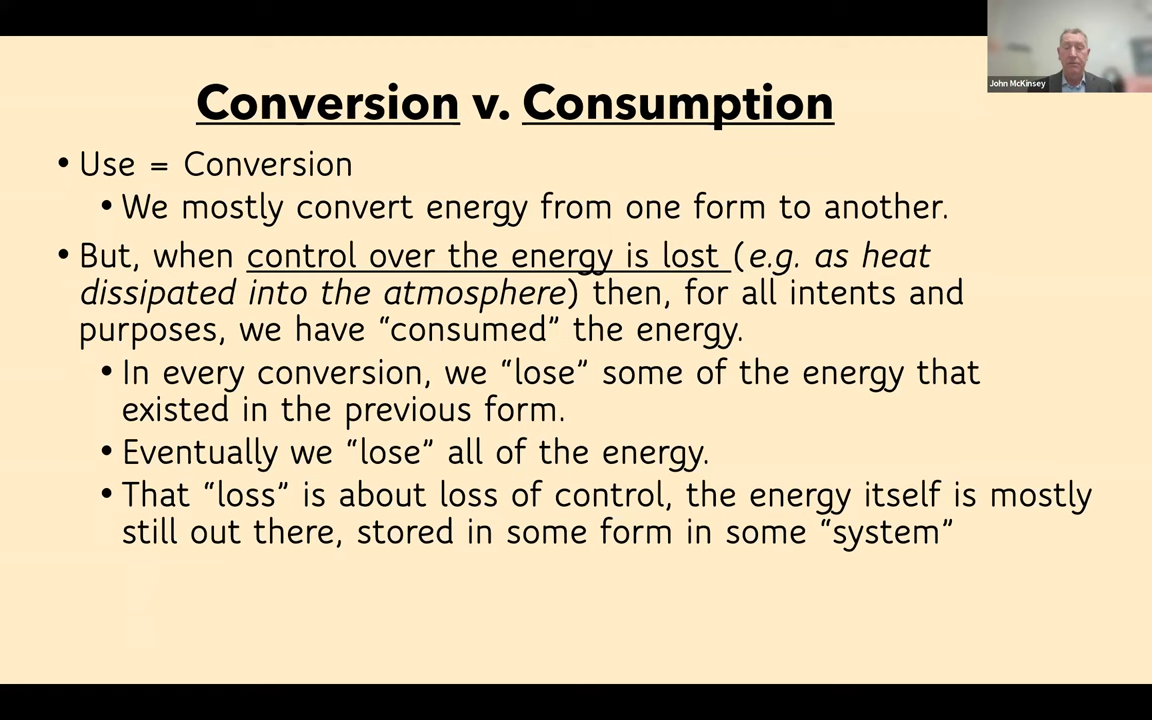 John McKinsey
Conversion v. Consumption
• Use = Conversion
• We mostly convert energy from one form to another.
• But, when control over the energy is lost (e.g. as heat
dissipated into the atmosphere) then, for all intents and
purposes, we have “consumed” the energy.
• In every conversion, we “lose” some of the energy that
existed in the previous form.
• Eventually we “lose” all of the energy.
• That “loss” is about loss of control, the energy itself is mostly
still out there, stored in some form in some “system”